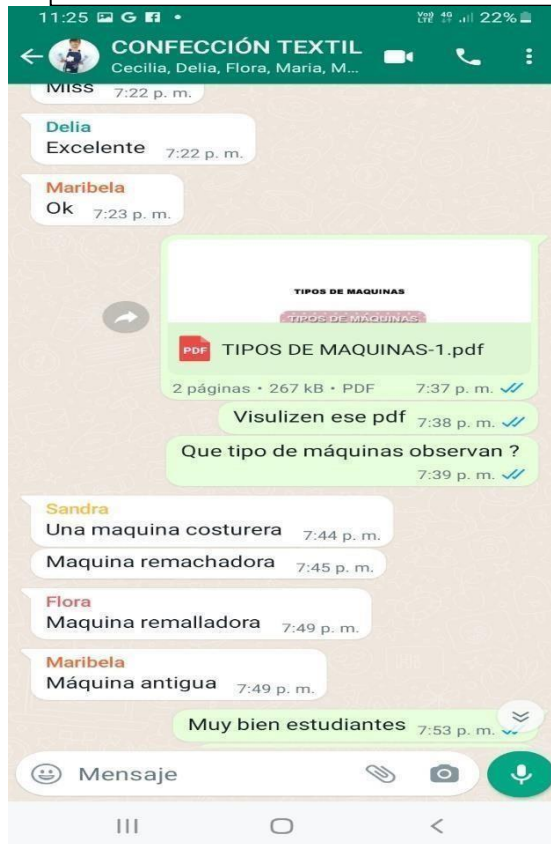 11:25 G 22%
CONFECCIÓN TEXTIL
Cecilia, Delia, Flora, Maria, M...
Miss 7:22 p. m.
Delia
Excelente 7:22 p. m.
Maribela
Ok 7:23 p. m.
TIPOS DE MAQUINAS
TIPOS DE MAQUINAS
PDF TIPOS DE MAQUINAS-1.pdf
2 páginas • 267 kB • PDF 7:37 p. m.
Visulizen ese pdf 7:38 p. m.
Que tipo de máquinas observan ?
7:39 p. m.
Sandra
Una maquina costurera 7:44 p. m.
Maquina remachadora 7:45 p. m.
Flora
Maquina remalladora 7:49 p. m.
Maribela
Máquina antigua 7:49 p. m.
Muy bien estudiantes 7:53 p. m.
Mensaje